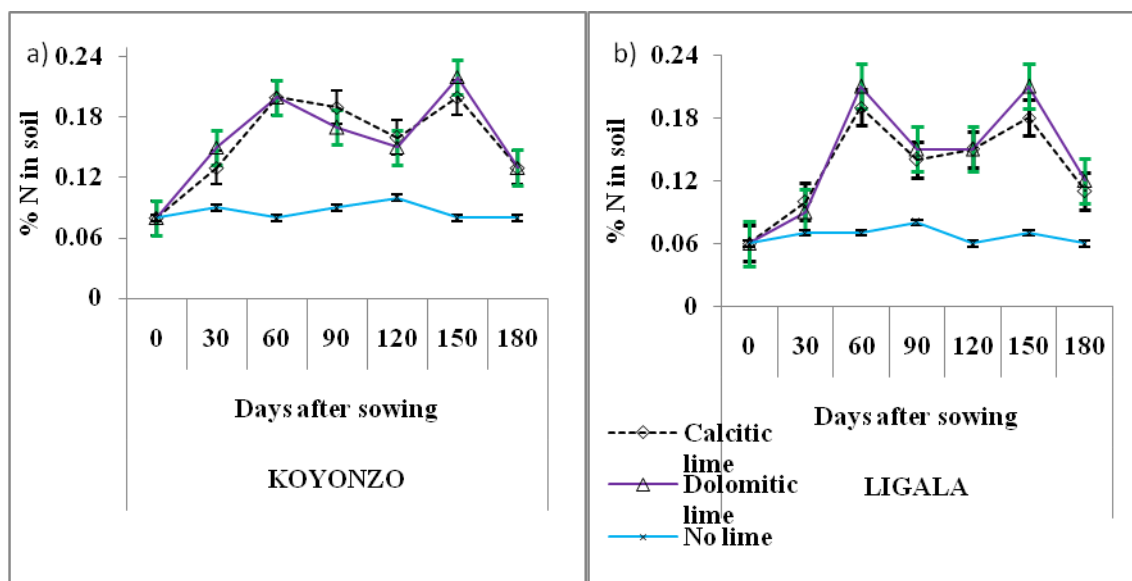 a)
% N in soil
0.24
0.18
0.12
0.06
0
0 30 60 90 120 150 180
Days after sowing
KOYONZO
b)
% N in soil
0.24
0.18
0.12
0.06
0
0 30 60 90 120 150 180
Days after sowing
LIGALA
Calcitic
lime
Dolomitic
lime
No lime